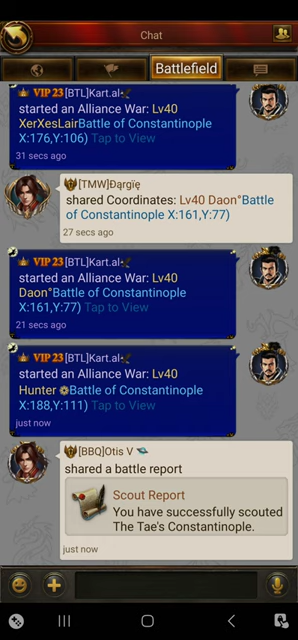 Chat
Battlefield
VIP 23 [BTL]Kart.al
started an Alliance War: Lv40
XerXesLairBattle of Constantinople
X:176,Y:106) Tap to View
31 secs ago
[TMW]Đąrgïę
shared Coordinates: Lv40 Daon°Battle
of Constantinople X:161,Y:77)
27 secs ago
VIP 23 [BTL]Kart.al
started an Alliance War: Lv40
Daon°Battle of Constantinople
X:161,Y:77) Tap to View
21 secs ago
VIP 23 [BTL]Kart.al
started an Alliance War: Lv40
Hunter Battle of Constantinople
X:188,Y:111) Tap to View
just now
[BBQ]Otis V
shared a battle report
Scout Report
You have successfully scouted
The Tae's Constantinople.
just now